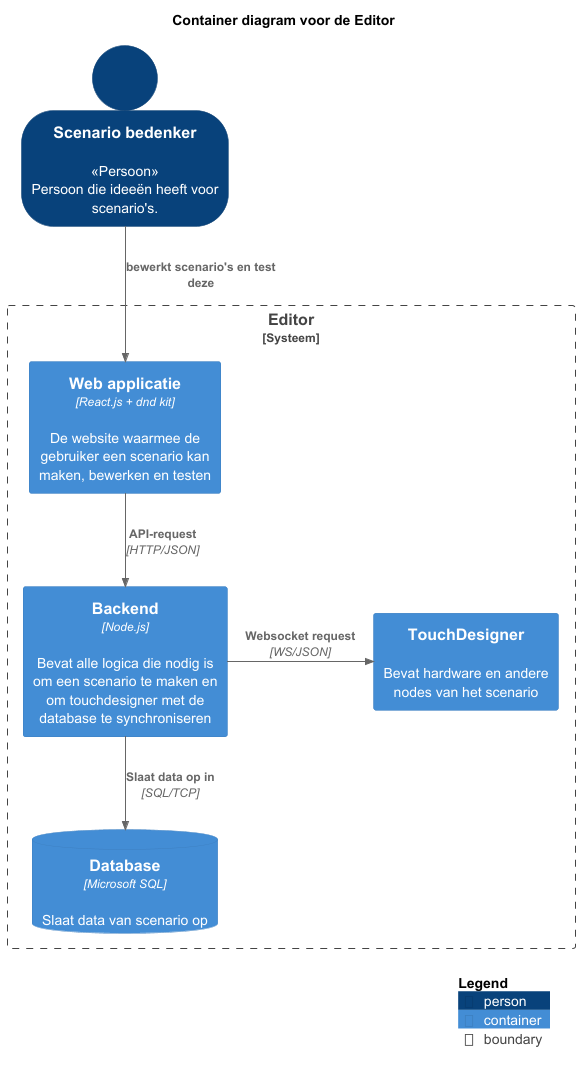 Container diagram voor de Editor
Scenario bedenker
«Persoon»
Persoon die ideeën heeft voor
scenario's.
bewerkt scenario's en test
deze
Editor
[Systeem]
Web applicatie
[React.js + dnd kit]
De website waarmee de
gebruiker een scenario kan
maken, bewerken en testen
API-request
[HTTP/JSON]
Backend
[Node.js]
Bevat alle logica die nodig is
om een scenario te maken en
om touchdesigner met de
database te synchroniseren
Websocket request
[WS/JSON]
TouchDesigner
Bevat hardware en andere
nodes van het scenario
Slaat data op in
[SQL/TCP]
Database
[Microsoft SQL]
Slaat data van scenario op
Legend
person
container
boundary